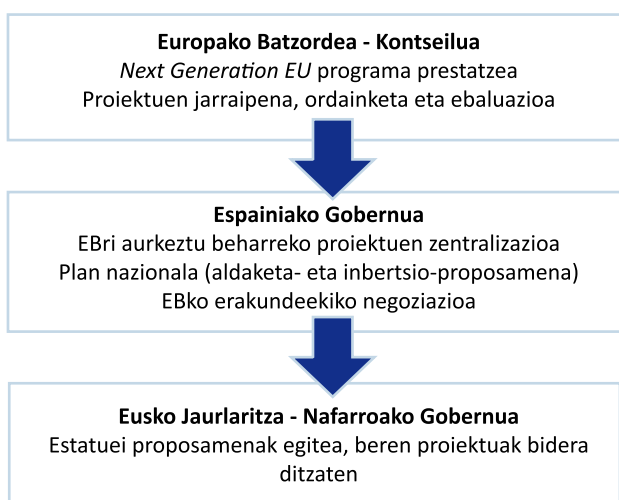 Europako Batzordea - Kontseilua
Next Generation EU programa prestatzea
Proiektuen jarraipena, ordainketa eta ebaluazioa
Espainiako Gobernua
EBri aurkeztu beharreko proiektuen zentralizazioa
Plan nazionala (aldaketa- eta inbertsio-proposamena)
EBko erakundeekiko negoziazioa
Eusko Jaurlaritza - Nafarroako Gobernua
Estatuei proposamenak egitea, beren proiektuak bidera
ditzaten